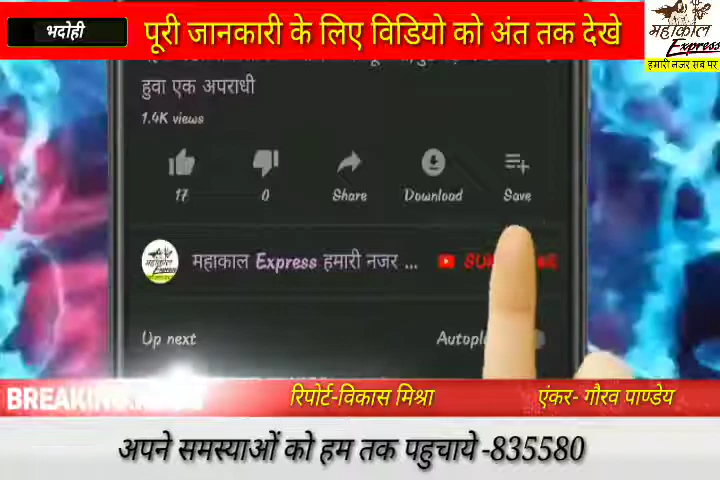 भदोही
पूरी जानकारी के लिए विडियो को अंत तक देखे
महाकाल
Express
हमारी नजर सब पर
हुवा एक अपराधी
1.4K views
17
0
Share
Download
Save
महाकाल Express हमारी नजर ...
Up next
BREAKING
रिपोर्ट-विकास मिश्रा
एंकर- गौरव पाण्डेय
अपने समस्याओं को हम तक पहुचाये -835580